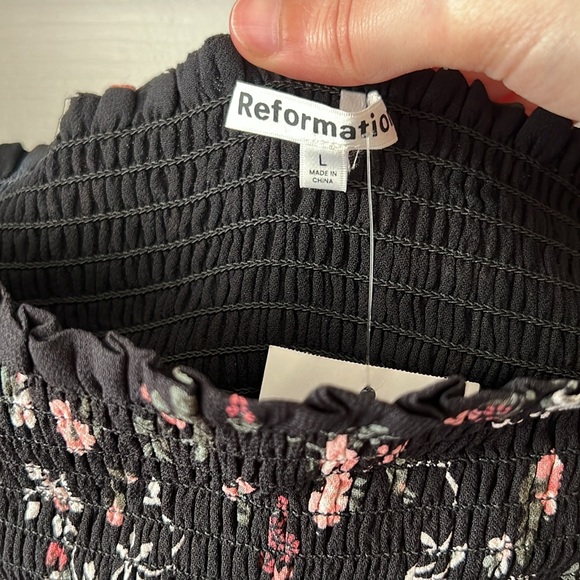 Reformatio
L
MADE IN
CHINA